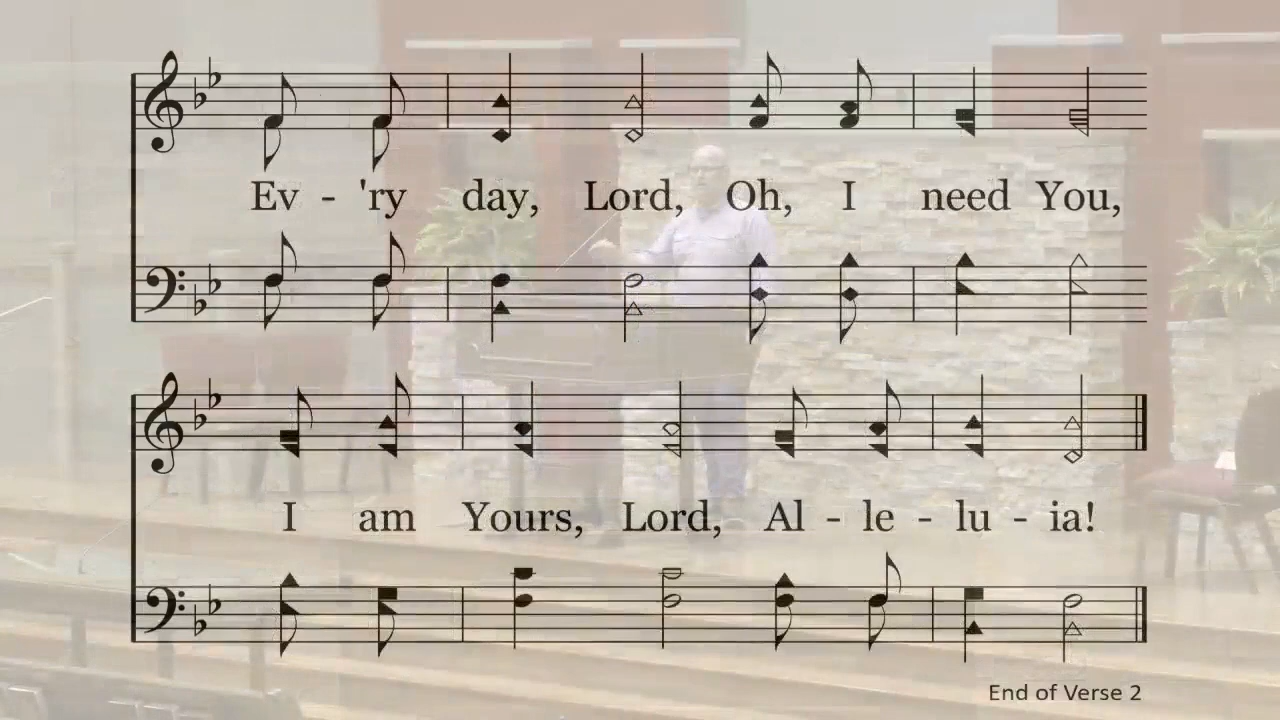 Ev - 'ry day, Lord, Oh, I need You,
I am Yours, Lord, Al - le - lu - ia!
End of Verse 2